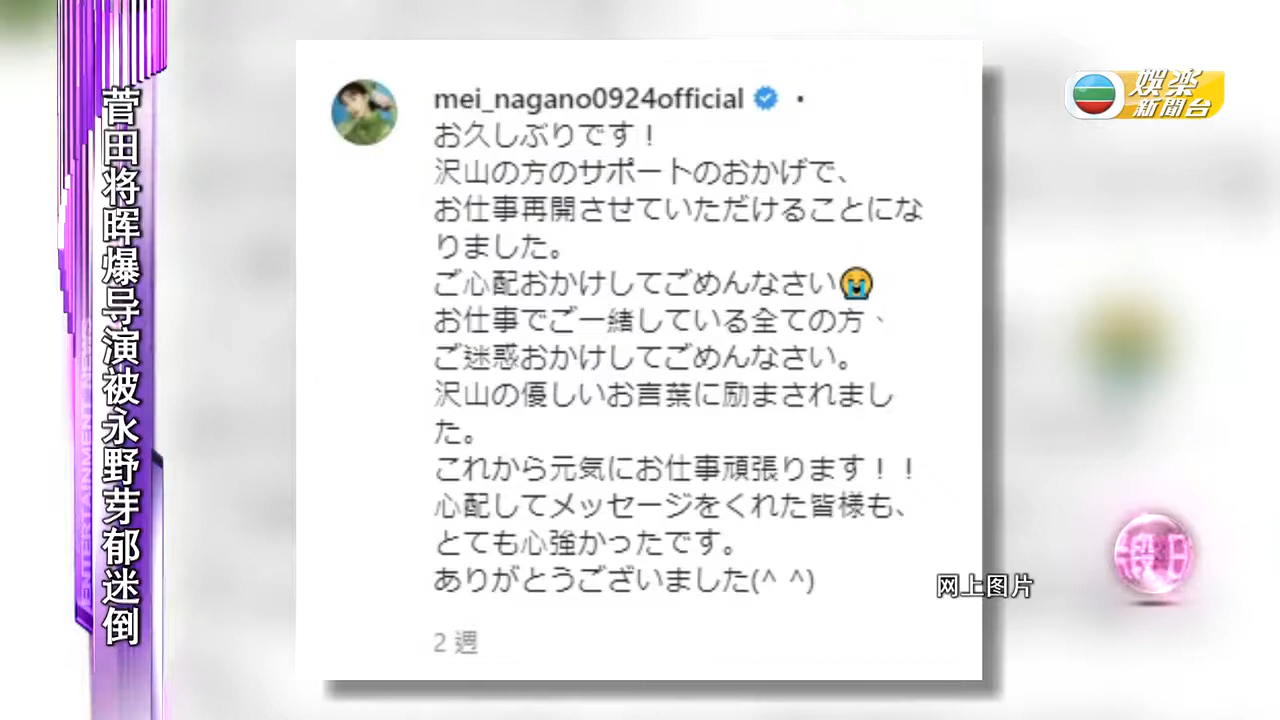 菅田将晖爆导演被永野芽郁迷倒
ENTERTAINMENT NEWS
娛樂
新聞台
mei_nagano0924official •
お久しぶりです！
沢山の方のサポートのおかげで、
お仕事再開させていただけることにな
りました。
ご心配おかけしてごめんなさい😭
お仕事でご一緒している全ての方、
ご迷惑おかけしてごめんなさい。
沢山の優しいお言葉に励まされまし
た。
これから元気にお仕事頑張ります！！
心配してメッセージをくれた皆様も、
とても心強かったです。
ありがとうございました(^ ^)
2 週
网上图片